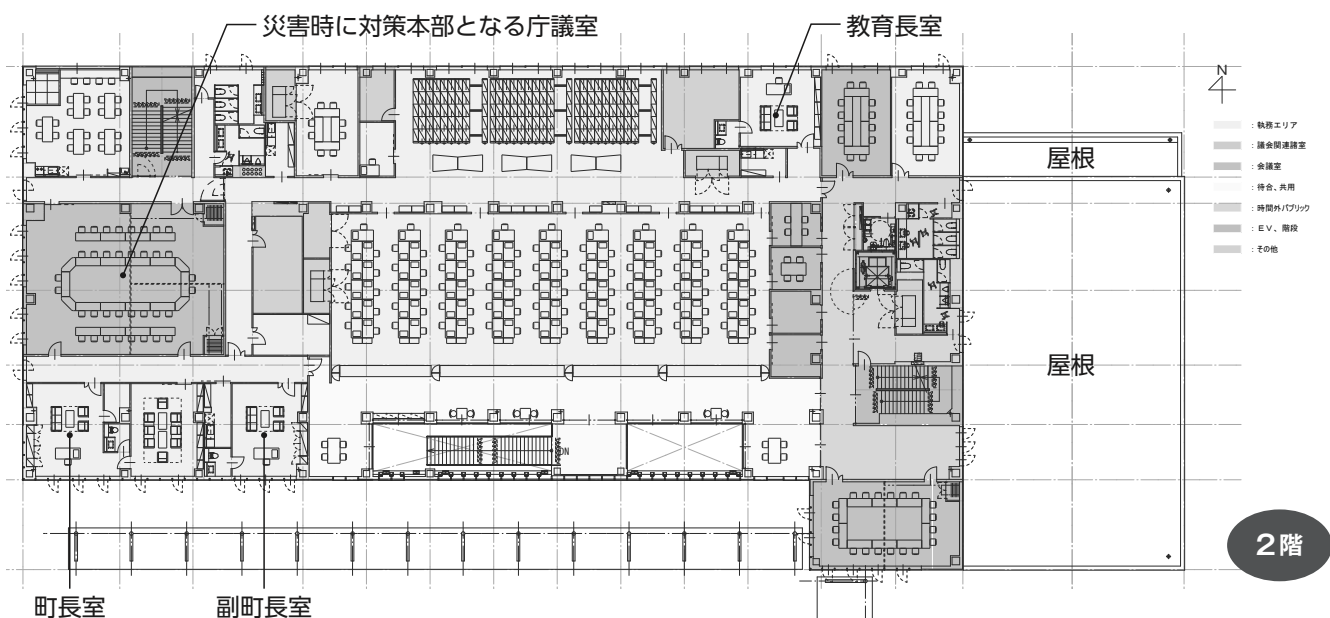 災害時に対策本部となる庁議室
教育長室
N
：執務エリア
：議会関連諸室
：会議室
：待合、共用
：時間外パブリック
：ＥＶ、階段
：その他
屋根
屋根
DN
2階
町長室
副町長室